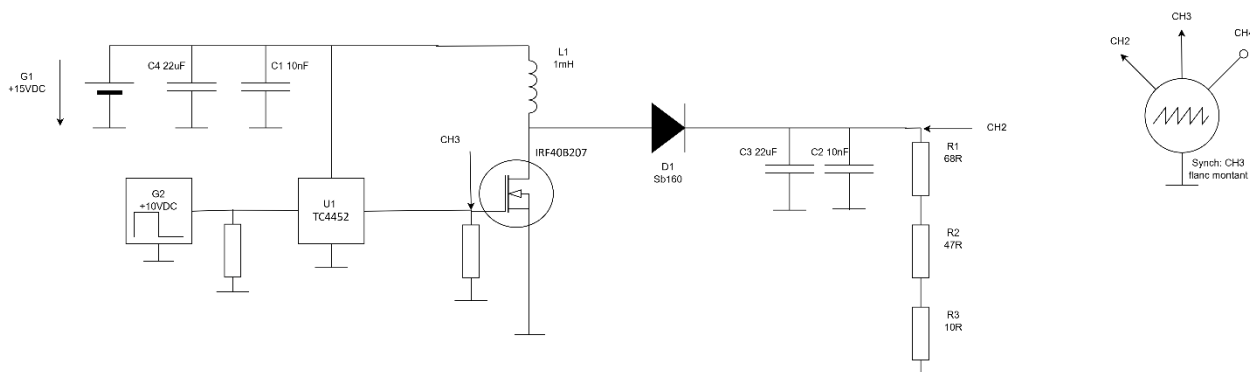 CH3
CH2
CH4
L1
1mH
G1
+15VDC
C4 22uF
C1 10nF
CH3
IRF40B207
CH2
C3 22uF
C2 10nF
R1
68R
D1
Sb160
Synch: CH3
flanc montant
G2
+10VDC
U1
TC4452
R2
47R
R3
10R